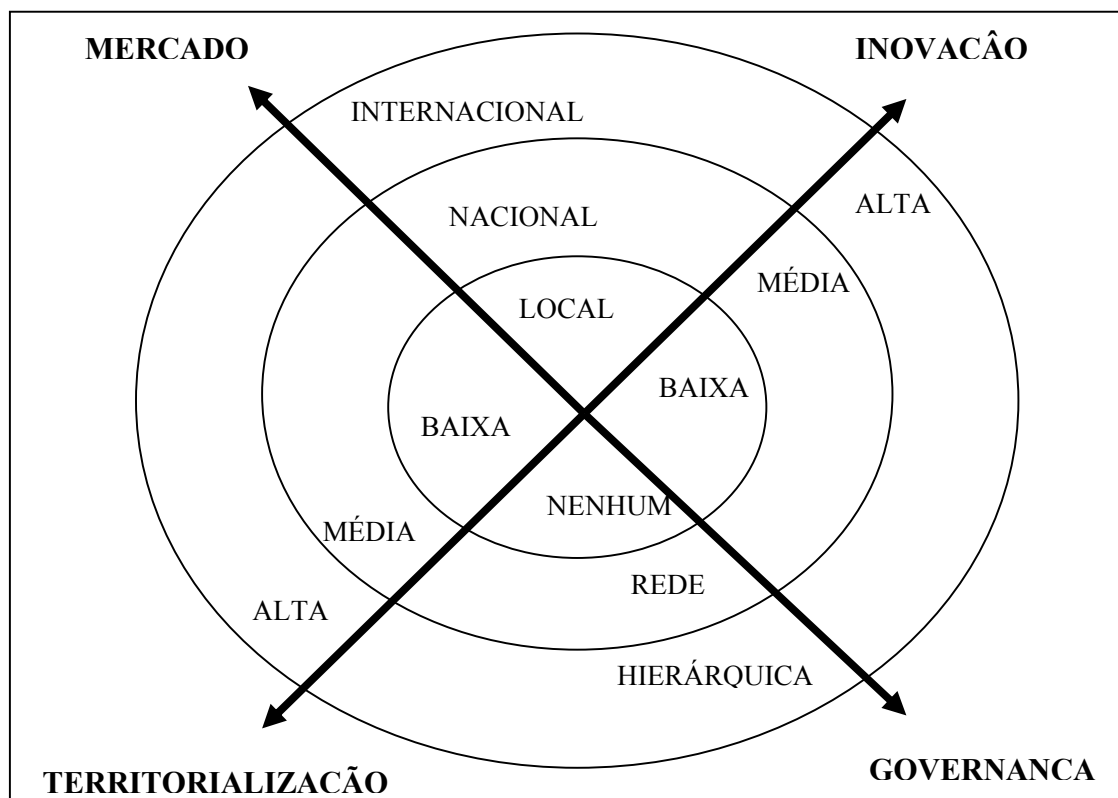 MERCADO
INOVACÂO
INTERNACIONAL
ALTA
NACIONAL
MÉDIA
LOCAL
BAIXA
BAIXA
NENHUM
MÉDIA
REDE
ALTA
HIERÁRQUICA
TERRITORIALIZACÃO
GOVERNANCA